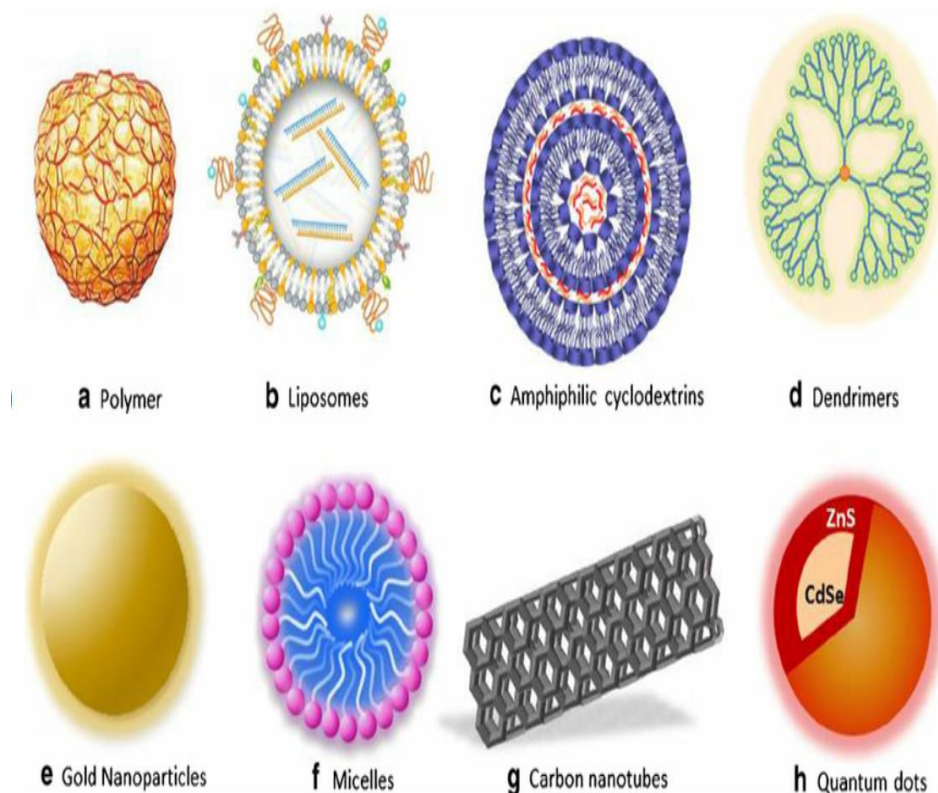 a Polymer
b Liposomes
c Amphiphilic cyclodextrins
d Dendrimers
ZnS
CdSe
e Gold Nanoparticles
f Micelles
g Carbon nanotubes
h Quantum dots